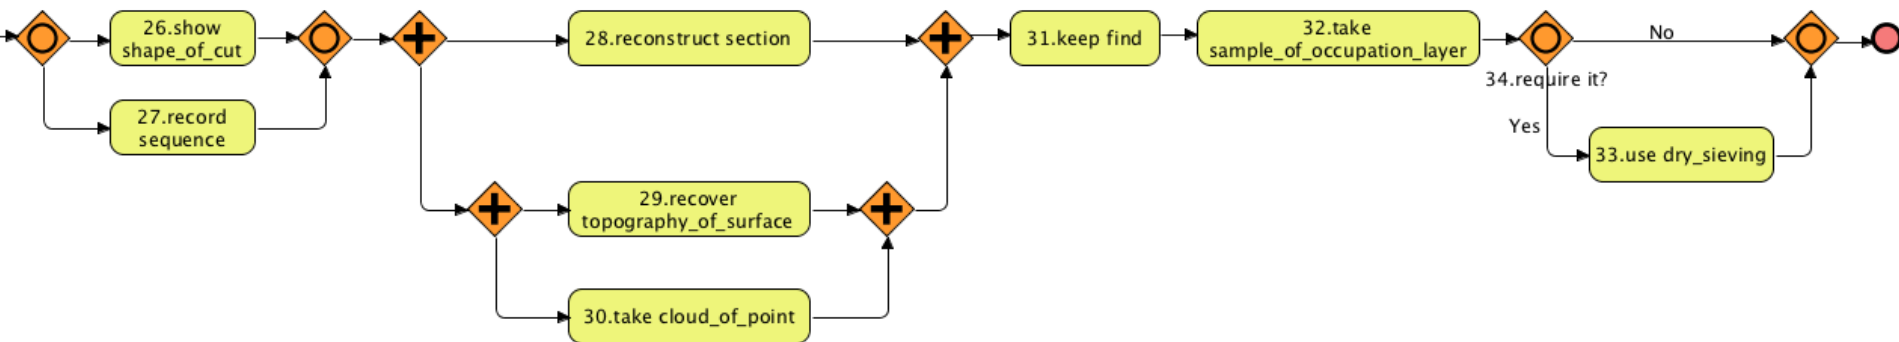 26.show
shape_of_cut
27.record
sequence
28.reconstruct section
29.recover
topography_of_surface
30.take cloud_of_point
31.keep find
32.take
sample_of_occupation_layer
34.require it?
No
Yes
33.use dry_sieving